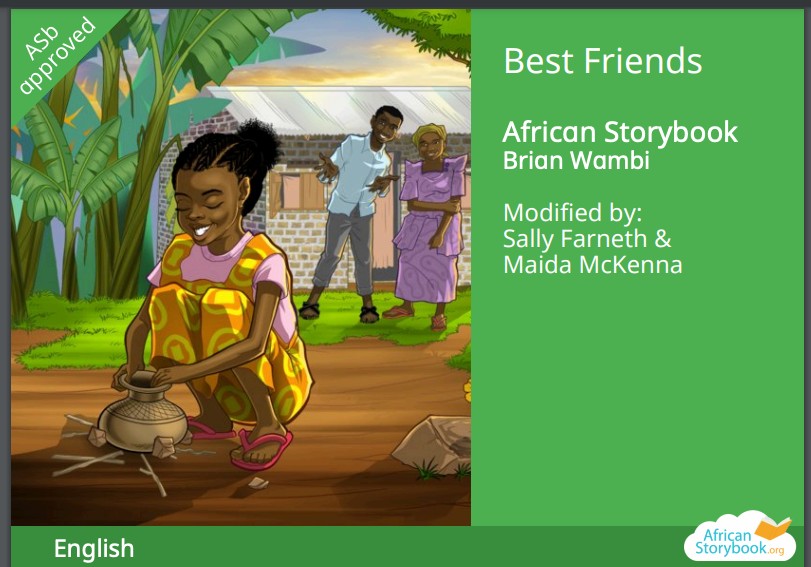 ASb
approved
Best Friends
African Storybook
Brian Wambi
Modified by:
Sally Farneth &
Maida McKenna
English
African
Storybook.org